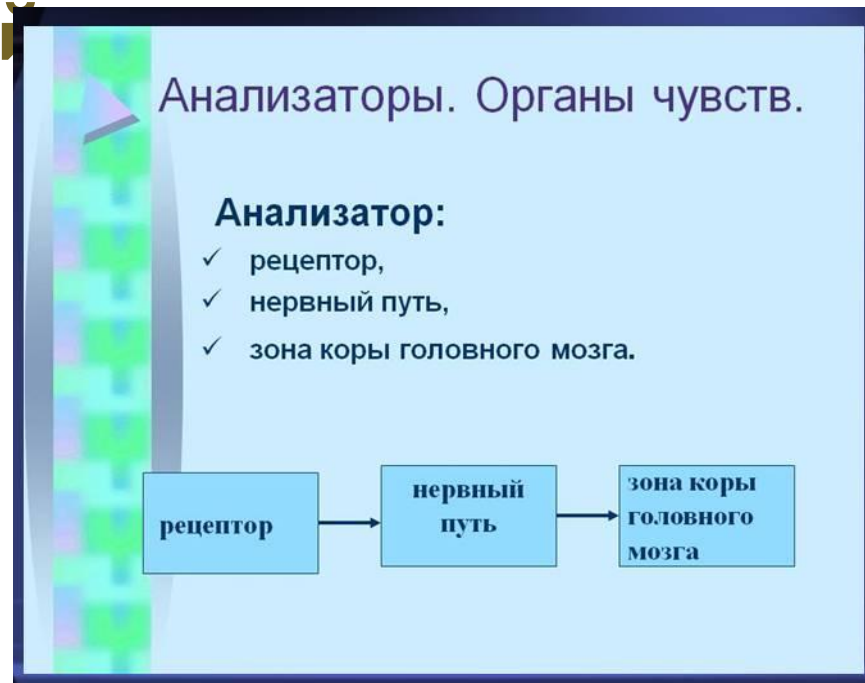 Анализаторы. Органы чувств.
Анализатор:
рецептор,
нервный путь,
зона коры головного мозга.
рецептор
нервный
путь
зона коры
головного
мозга